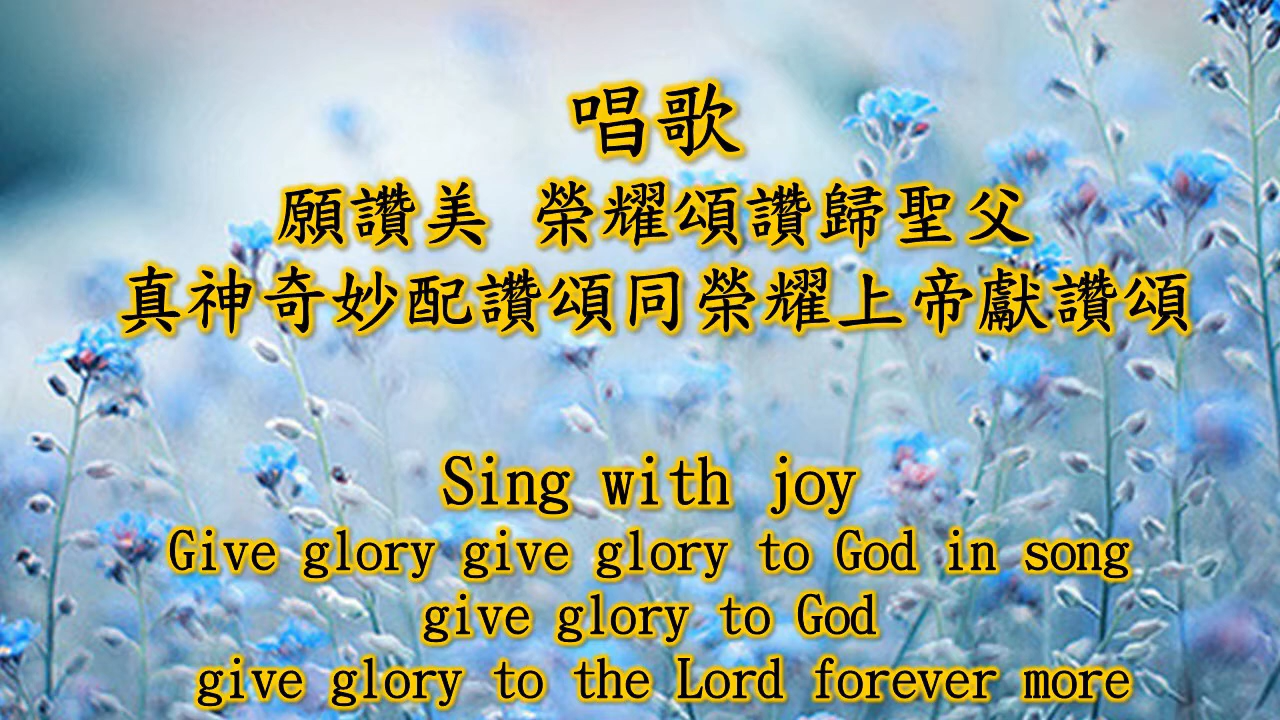 唱歌
願讚美 榮耀頌讚歸聖父
真神奇妙配讚頌同榮耀上帝獻讚頌
Sing with joy
Give glory give glory to God in song
give glory to God
give glory to the Lord forever more